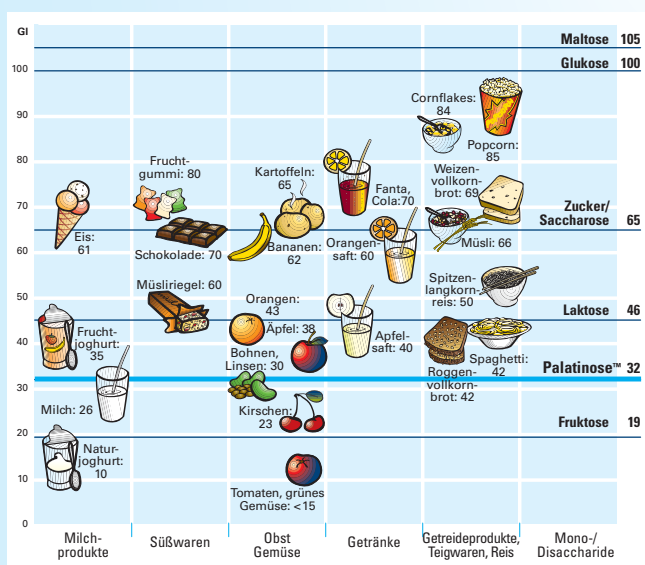 GI
Maltose 105
100
Glukose 100
90
Cornflakes:
84
Popcorn:
85
80
Frucht-
gummi: 80
Kartoffeln:
65
Fanta,
Cola:70
Weizen-
vollkorn-
brot: 69
70
Zucker/
Saccharose 65
Eis:
61
Schokolade: 70
Bananen:
62
Orangen-
saft: 60
Müsli: 66
60
Müsliriegel: 60
Spitzen-
langkorn-
reis: 50
50
Orangen:
43
Laktose 46
40
Frucht-
joghurt:
35
Äpfel: 38
Apfel-
saft: 40
Spaghetti:
42
Bohnen,
Linsen: 30
Roggen-
vollkorn-
brot: 42
Palatinose™ 32
30
Milch: 26
Kirschen:
23
Fruktose 19
20
Natur-
joghurt:
10
10
Tomaten, grünes
Gemüse: <15
0
Milch-
produkte
Süßwaren
Obst
Gemüse
Getränke
Getreideprodukte,
Teigwaren, Reis
Mono-/
Disaccharide